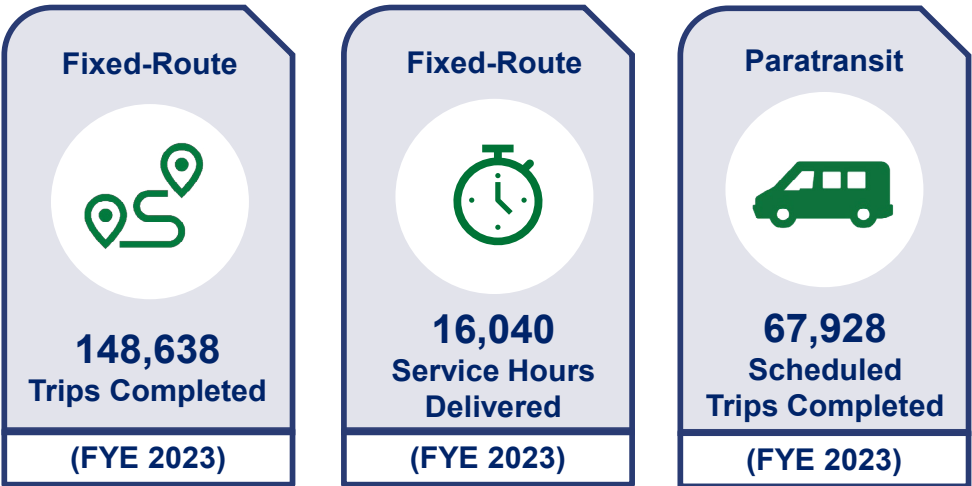 Fixed-Route
148,638
Trips Completed
(FYE 2023)
Fixed-Route
16,040
Service Hours
Delivered
(FYE 2023)
Paratransit
67,928
Scheduled
Trips Completed
(FYE 2023)